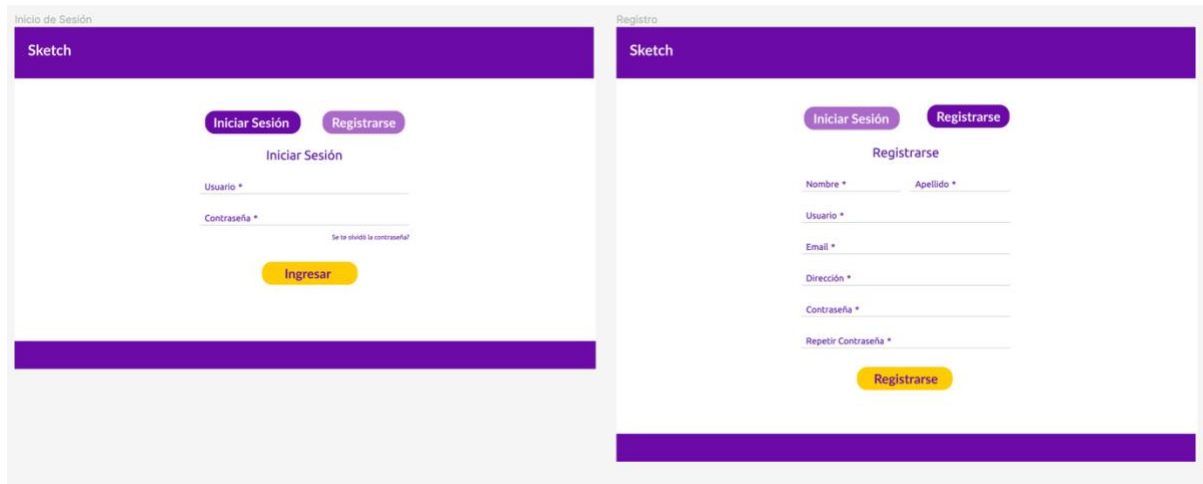 Inicio de Sesión
Sketch
Iniciar Sesión Registrarse
Iniciar Sesión
Usuario *
Contraseña *
Se te olvidó la contraseña?
Ingresar
Registro
Sketch
Iniciar Sesión Registrarse
Registrarse
Nombre * Apellido *
Usuario *
Email *
Dirección *
Contraseña *
Repetir Contraseña *
Registrarse